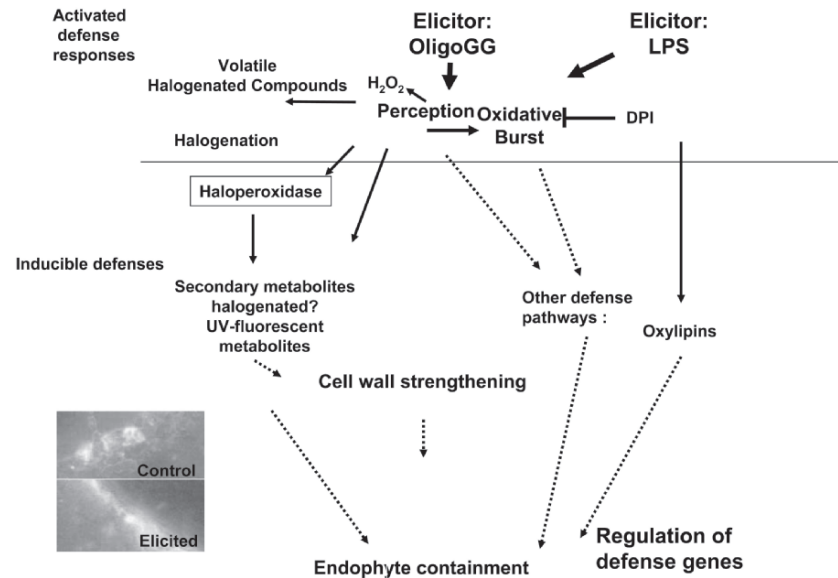 Activated
defense
responses
Elicitor:
OligoGG
Elicitor:
LPS
Volatile
Halogenated Compounds
H₂O₂
Perception
Oxidative
Burst
DPI
Halogenation
Haloperoxidase
Inducible defenses
Secondary metabolites
halogenated?
UV-fluorescent
metabolites
Other defense
pathways :
Oxylipins
Cell wall strengthening
Control
Elicited
Regulation of
defense genes
Endophyte containment